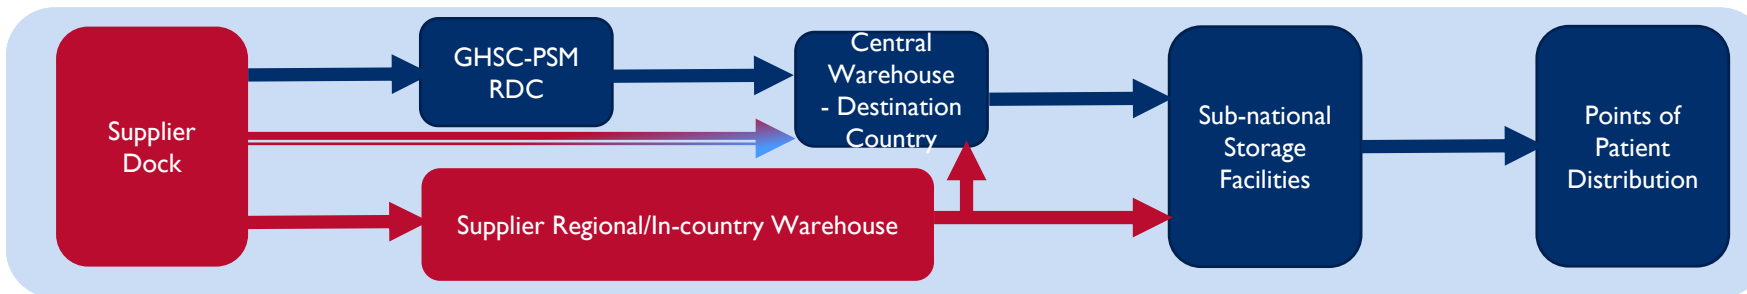 Supplier
Dock
GHSC-PSM
RDC
Central
Warehouse
- Destination
Country
Supplier Regional/In-country Warehouse
Sub-national
Storage
Facilities
Points of
Patient
Distribution